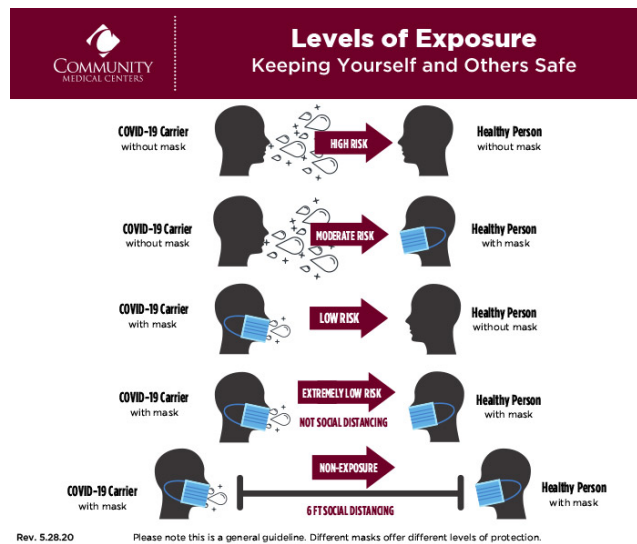 COMMUNITY
MEDICAL CENTERS
Levels of Exposure
Keeping Yourself and Others Safe
COVID-19 Carrier
without mask
HIGH RISK
Healthy Person
without mask
COVID-19 Carrier
without mask
MODERATE RISK
Healthy Person
with mask
COVID-19 Carrier
with mask
LOW RISK
Healthy Person
without mask
COVID-19 Carrier
with mask
EXTREMELY LOW RISK
NOT SOCIAL DISTANCING
Healthy Person
with mask
COVID-19 Carrier
with mask
NON-EXPOSURE
6 FT SOCIAL DISTANCING
Healthy Person
with mask
Rev. 5.28.20
Please note this is a general guideline. Different masks offer different levels of protection.